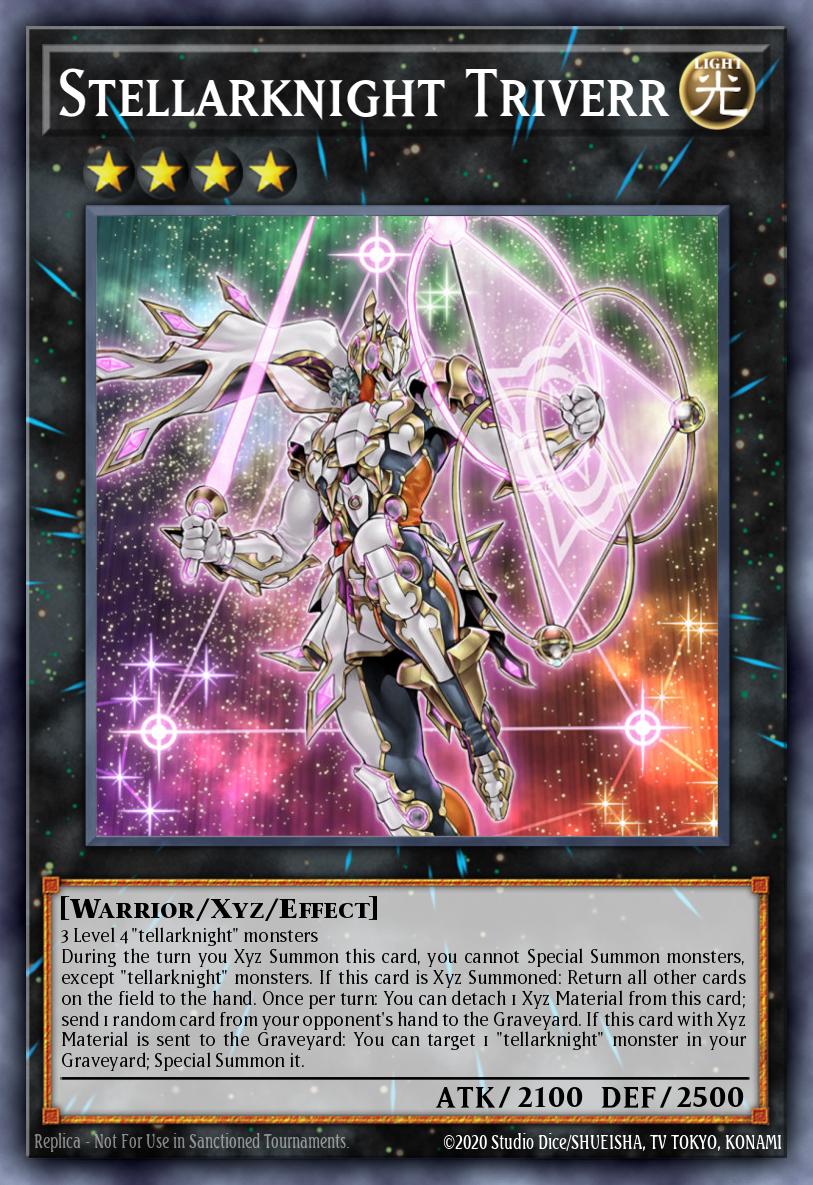 Stellarknight Triverr
LIGHT
光
[Warrior/Xyz/Effect]
3 Level 4 "tellarknight" monsters
During the turn you Xyz Summon this card, you cannot Special Summon monsters,
except "tellarknight" monsters. If this card is Xyz Summoned: Return all other cards
on the field to the hand. Once per turn: You can detach 1 Xyz Material from this card;
send 1 random card from your opponent's hand to the Graveyard. If this card with Xyz
Material is sent to the Graveyard: You can target 1 "tellarknight" monster in your
Graveyard; Special Summon it.
ATK/2100 DEF/2500
Replica - Not For Use in Sanctioned Tournaments.
©2020 Studio Dice/SHUEISHA, TV TOKYO, KONAMI